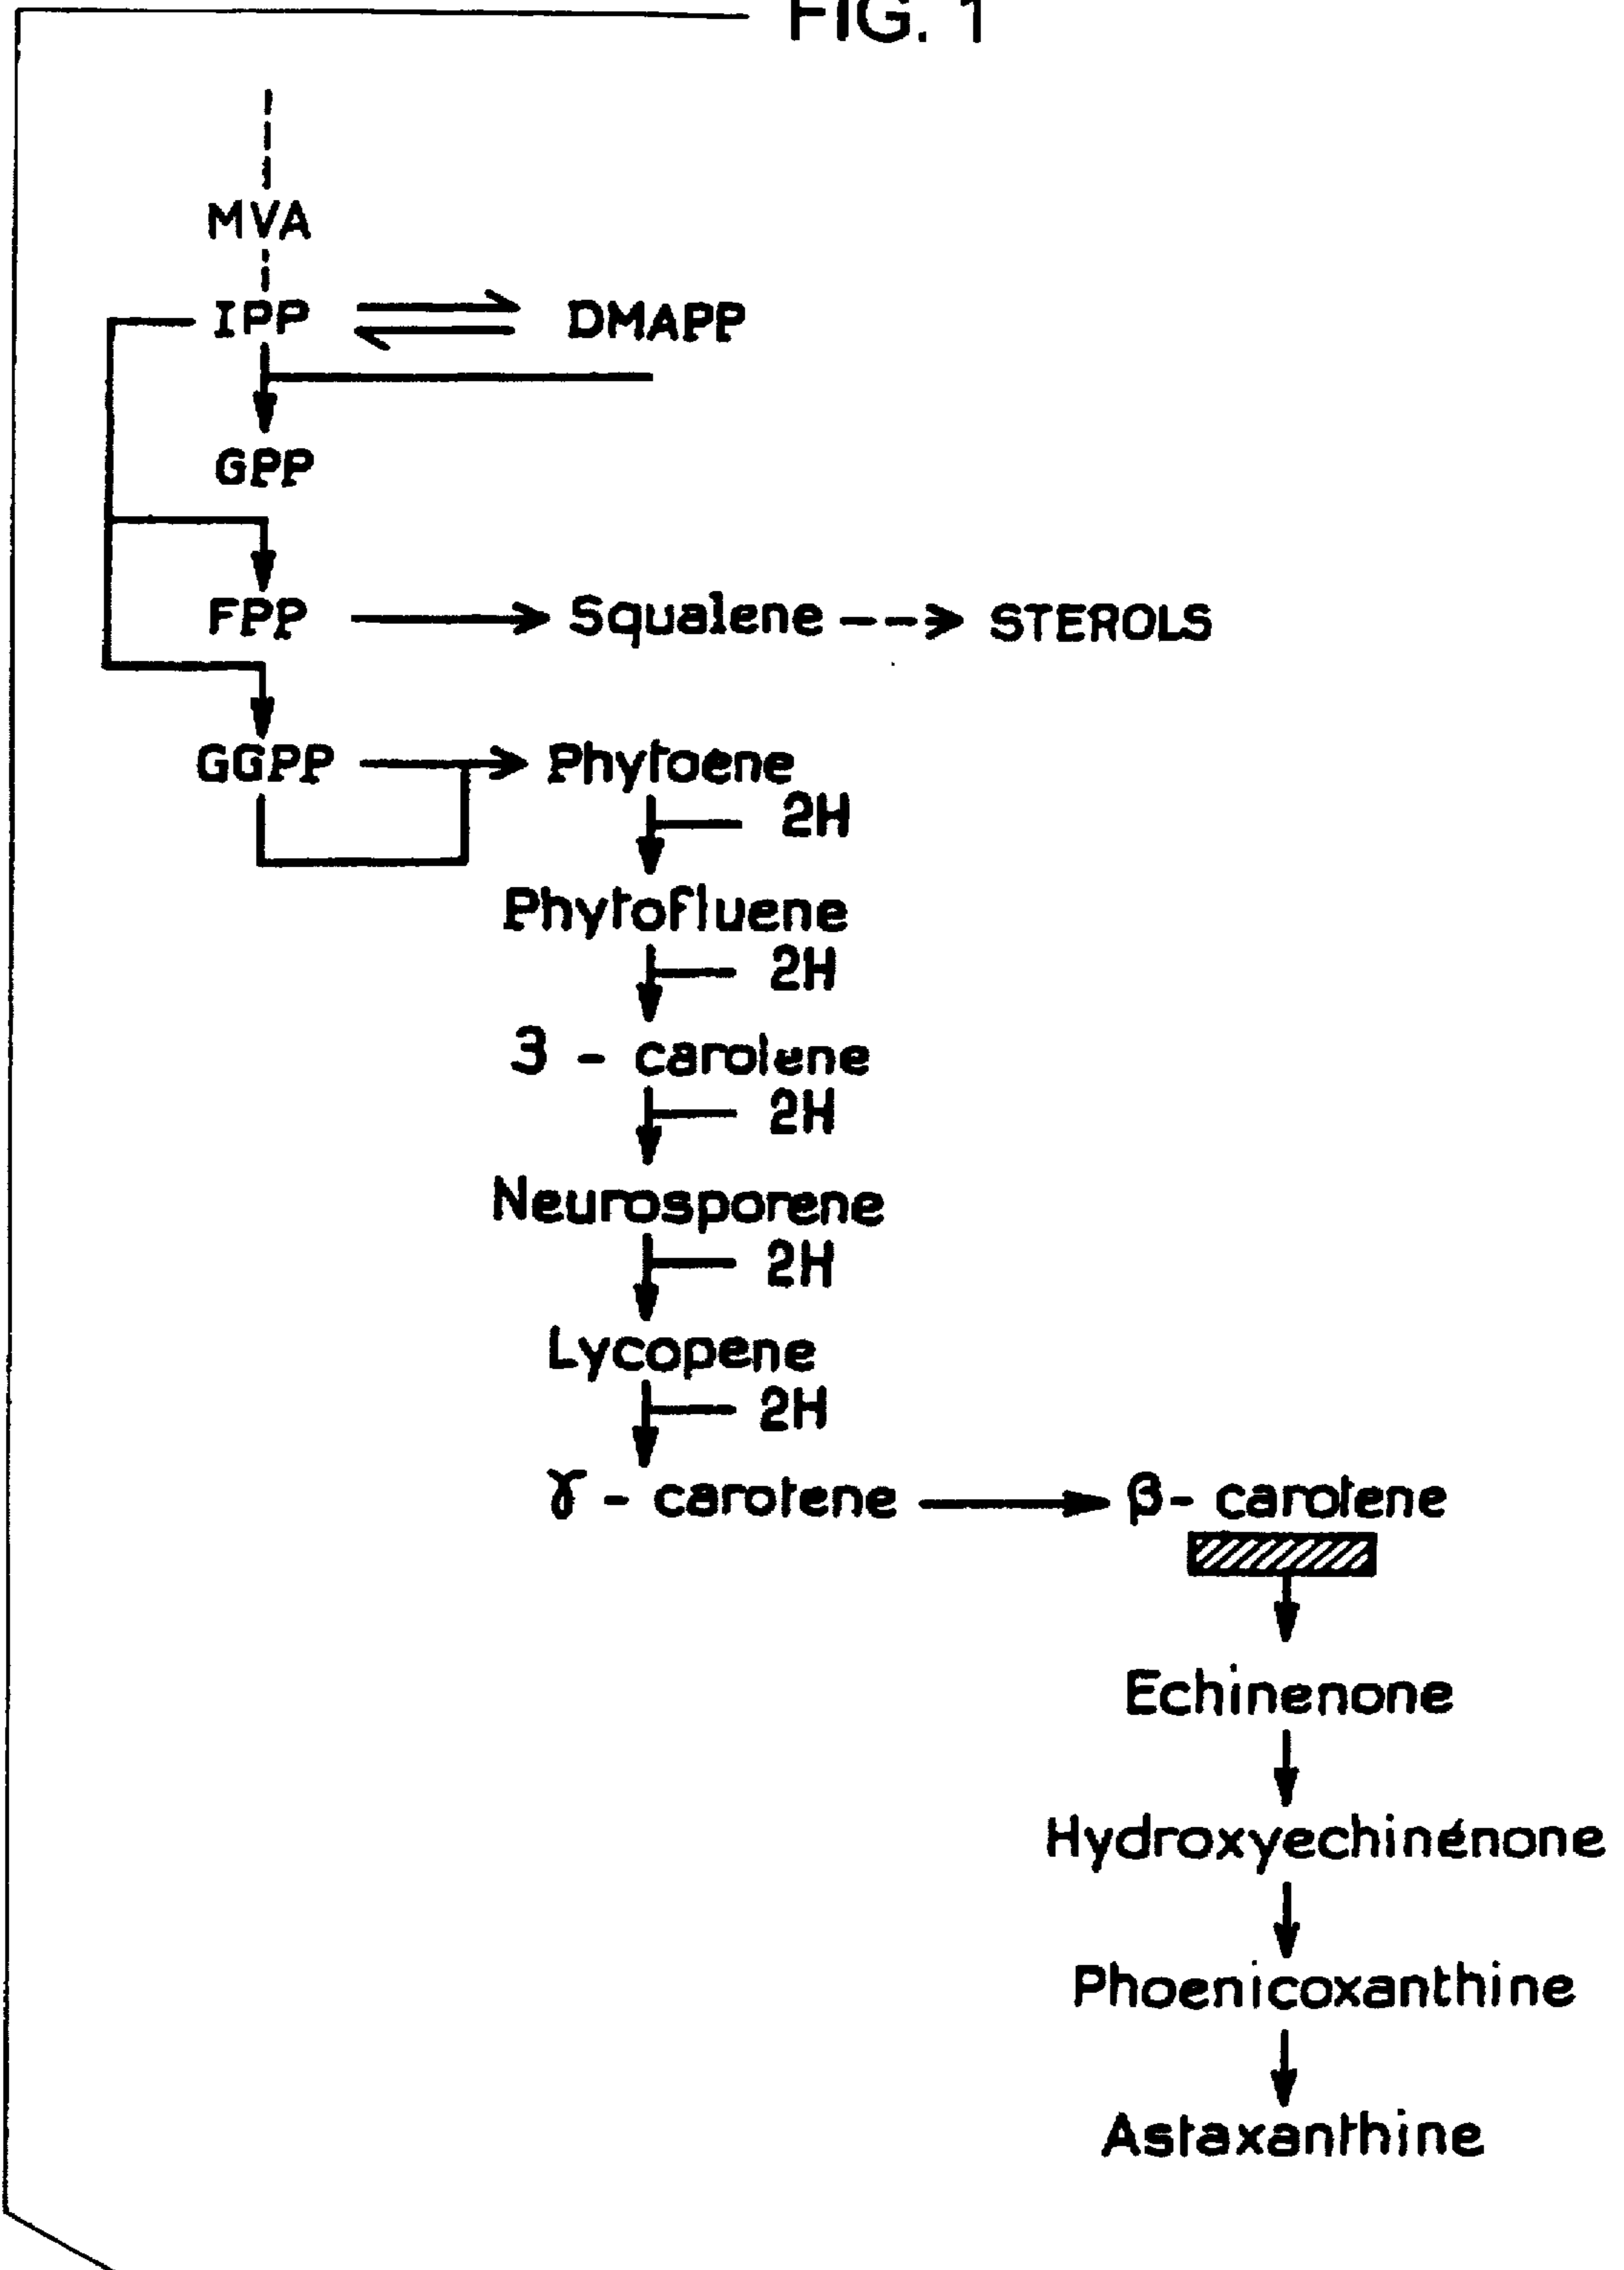 FIG. 1
MVA
IPP DMAPP
GPP
FPP Squalene STEROLS
GGPP Phytoene
2H
Phytofluene
2H
3 - carotene
2H
Neurosporene
2H
Lycopene
2H
γ - carotene β - carotene
Echinenone
Hydroxyechinénone
Phoenicoxanthine
Astaxanthine